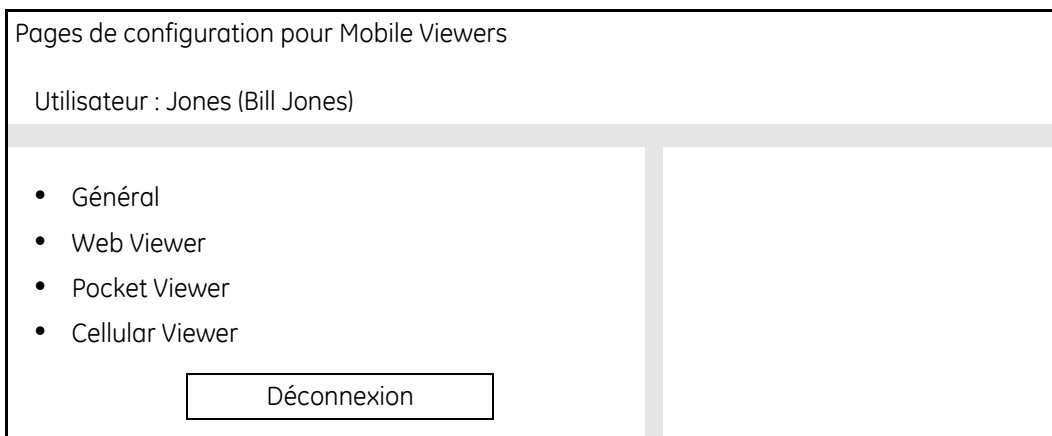 Pages de configuration pour Mobile Viewers
Utilisateur : Jones (Bill Jones)
• Général
• Web Viewer
• Pocket Viewer
• Cellular Viewer
Déconnexion